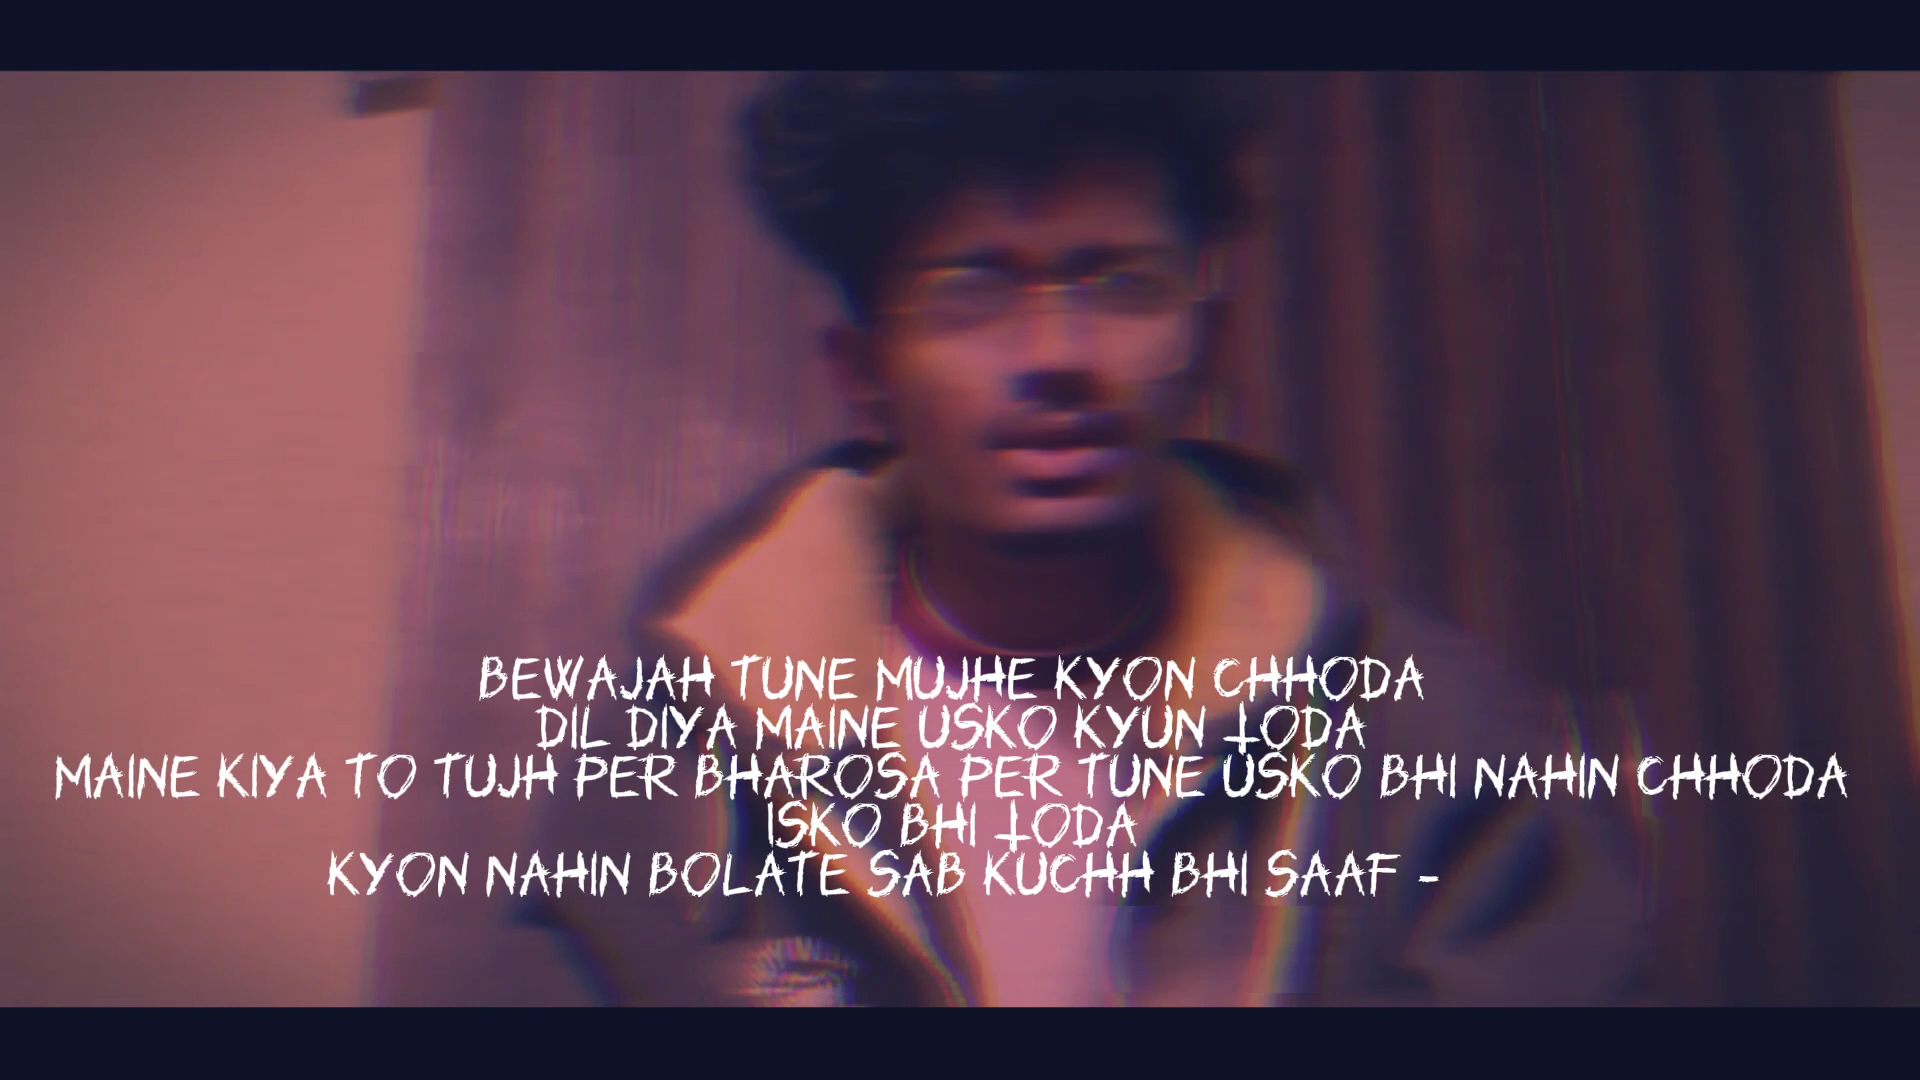 BEWAJAH TUNE MUJHE KYON CHHODA
DIL DIYA MAINE USKO KYUN TODA
MAINE KIYA TO TUJH PER BHAROSA PER TUNE USKO BHI NAHIN CHHODA
ISKO BHI TODA
KYON NAHIN BOLATE SAB KUCHH BHI SAAF -